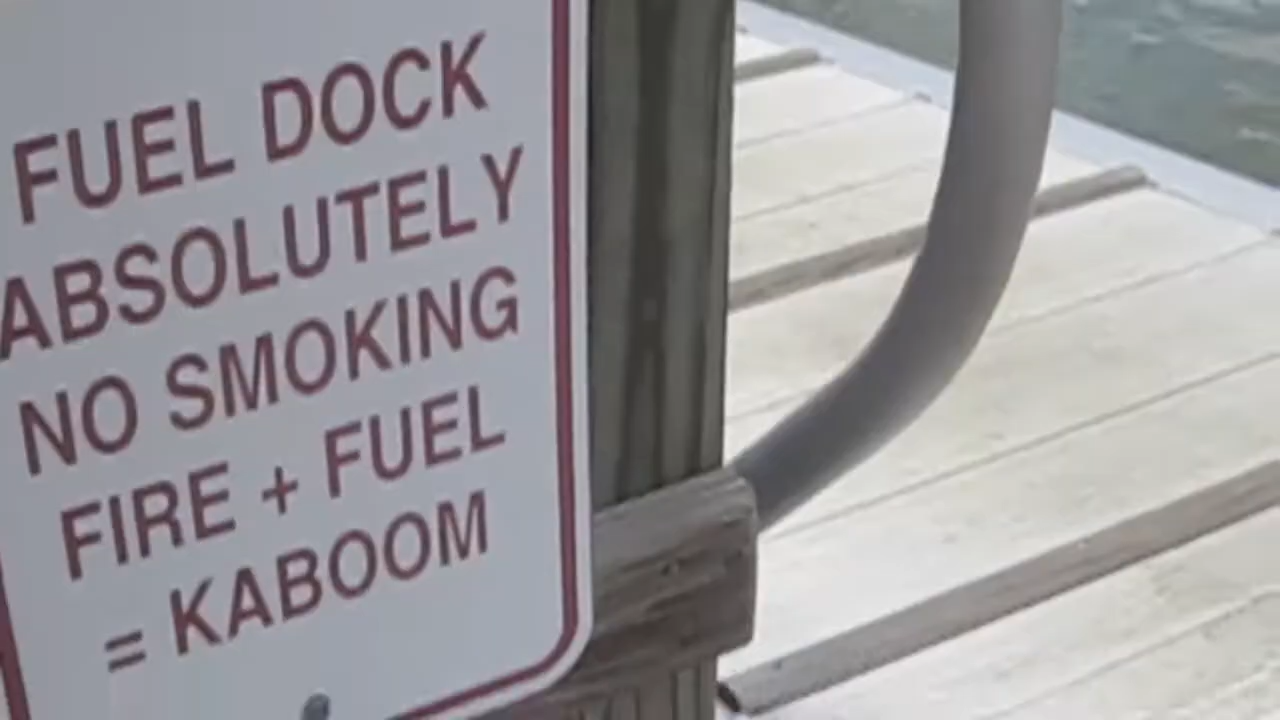 FUEL DOCK
ABSOLUTELY
NO SMOKING
FIRE + FUEL
= KABOOM